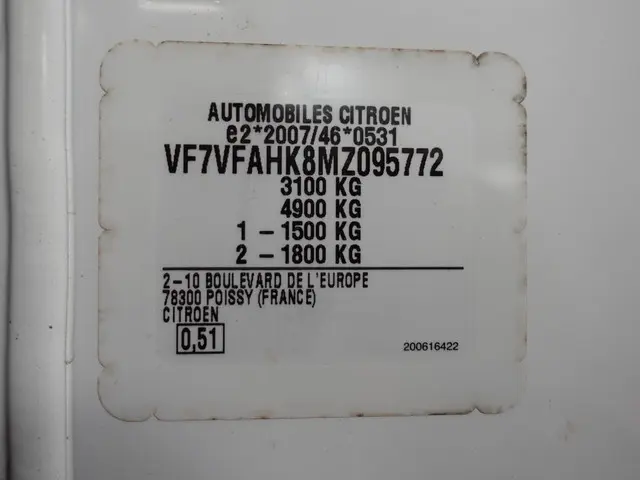 AUTOMOBILES CITROEN
e2*2007/46*0531
VF7VFAHK8MZ095772
3100 KG
4900 KG
1 - 1500 KG
2 - 1800 KG
2-10 BOULEVARD DE L'EUROPE
78300 POISSY (FRANCE)
CITROEN
0,51
200616422